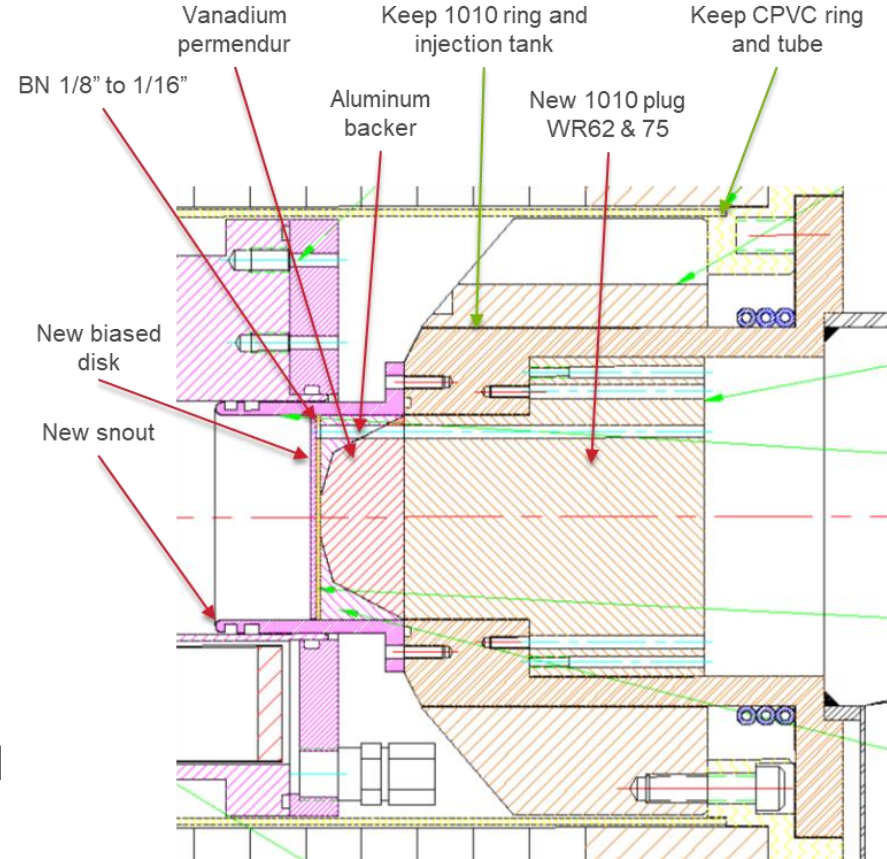 Vanadium
permendur
Keep 1010 ring and
injection tank
Keep CPVC ring
and tube
BN 1/8” to 1/16”
Aluminum
backer
New 1010 plug
WR62 & 75
New biased
disk
New snout